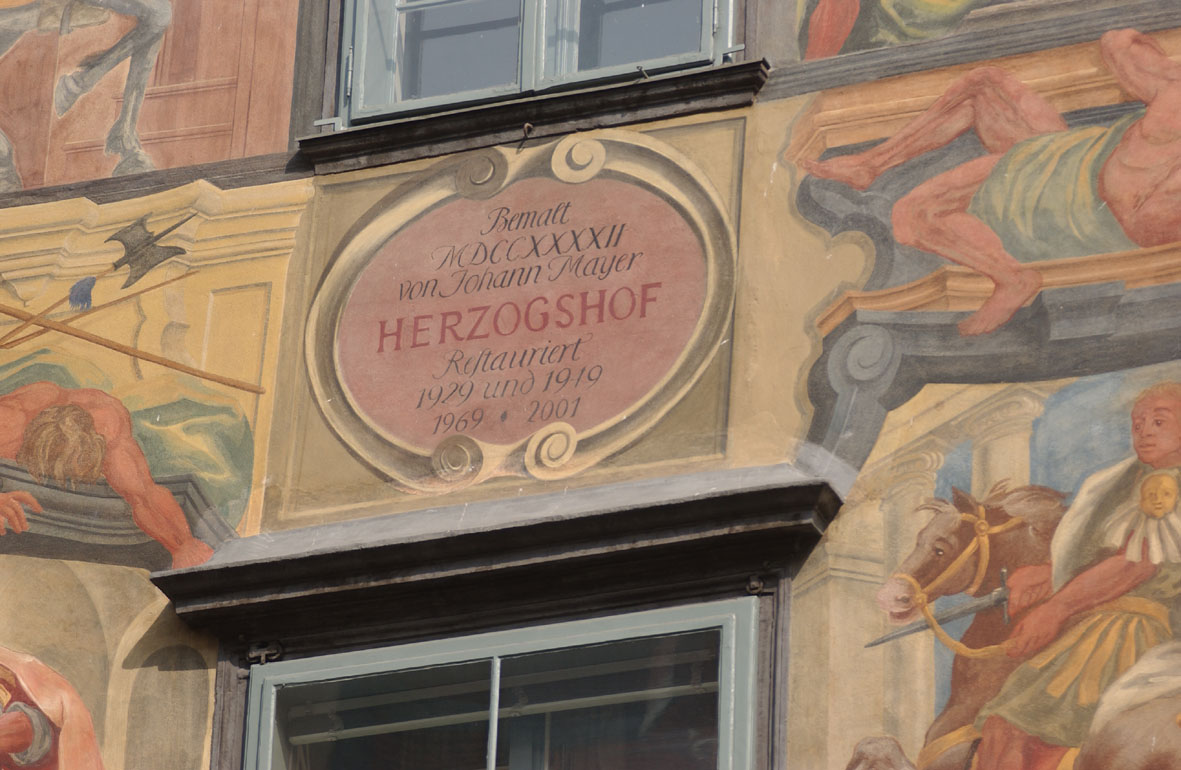 Bemalt
MDCCXXXXII
von Johann Mayer
HERZOGSHOF
Restauriert
1929 und 1949
1969 • 2001